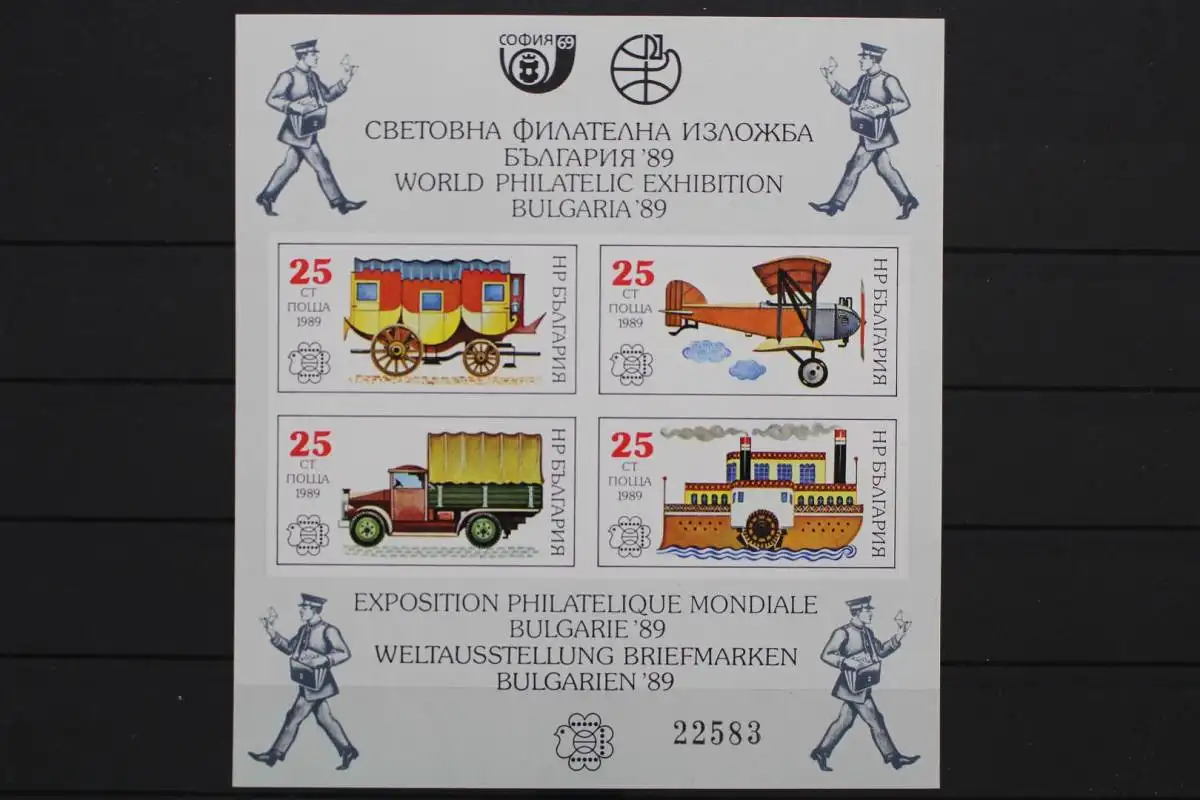 СОФИЯ 69
СВЕТОВНА ФИЛАТЕЛНА ИЗЛОЖБА
БЪЛГАРИЯ '89
WORLD PHILATELIC EXHIBITION
BULGARIA '89
25
СТ
ПОЩА
1989
НР БЪЛГАРИЯ
25
СТ
ПОЩА
1989
НР БЪЛГАРИЯ
25
СТ
ПОЩА
1989
НР БЪЛГАРИЯ
25
СТ
ПОЩА
1989
НР БЪЛГАРИЯ
EXPOSITION PHILATELIQUE MONDIALE
BULGARIE '89
WELTAUSSTELLUNG BRIEFMARKEN
BULGARIEN '89
22583